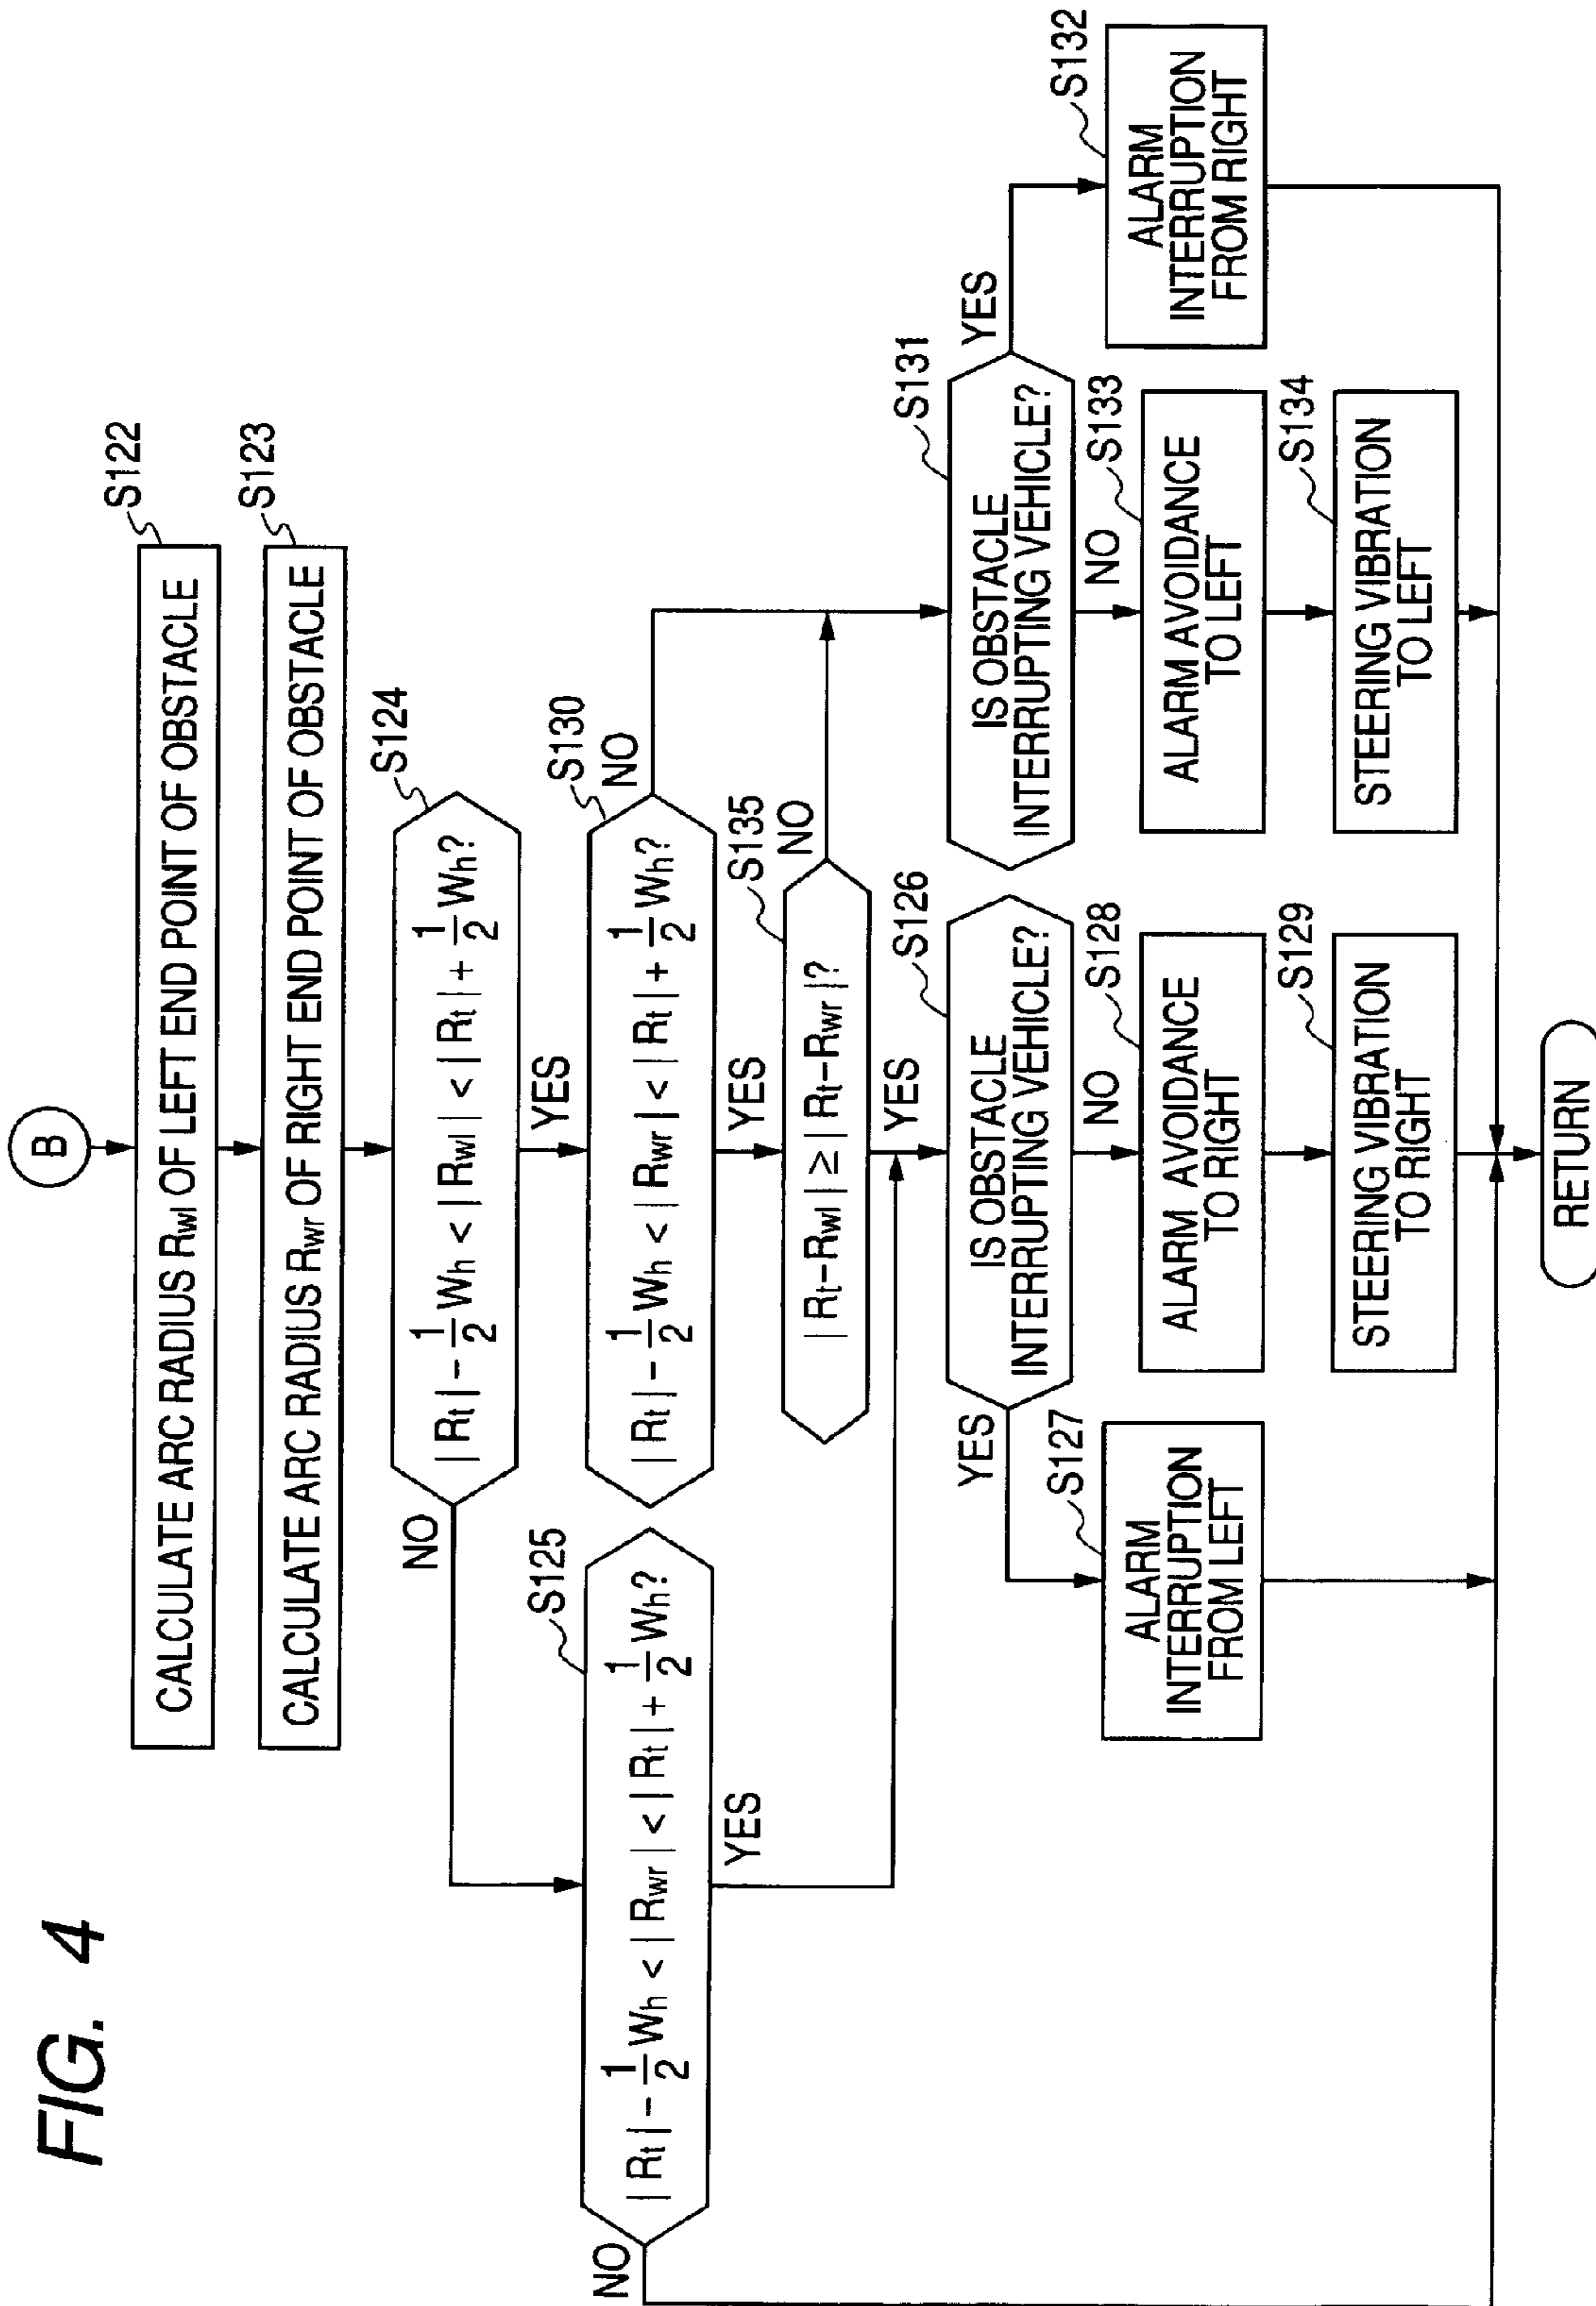 FIG. 4
B
S122
CALCULATE ARC RADIUS Rwl OF LEFT END POINT OF OBSTACLE
S123
CALCULATE ARC RADIUS Rwr OF RIGHT END POINT OF OBSTACLE
S124
| Rt | - 1/2 Wh < | Rwl | < | Rt | + 1/2 Wh?
NO
YES
S125
| Rt | - 1/2 Wh < | Rwr | < | Rt | + 1/2 Wh?
NO
YES
S130
| Rt | - 1/2 Wh < | Rwr | < | Rt | + 1/2 Wh?
NO
YES
S135
| Rt-Rwl | ≥ | Rt-Rwr |?
NO
YES
S126
IS OBSTACLE
INTERRUPTING VEHICLE?
YES
NO
S131
IS OBSTACLE
INTERRUPTING VEHICLE?
YES
NO
S127
ALARM
INTERRUPTION
FROM LEFT
S128
ALARM AVOIDANCE
TO RIGHT
S133
ALARM AVOIDANCE
TO LEFT
S132
ALARM
INTERRUPTION
FROM RIGHT
S129
STEERING VIBRATION
TO RIGHT
S134
STEERING VIBRATION
TO LEFT
RETURN